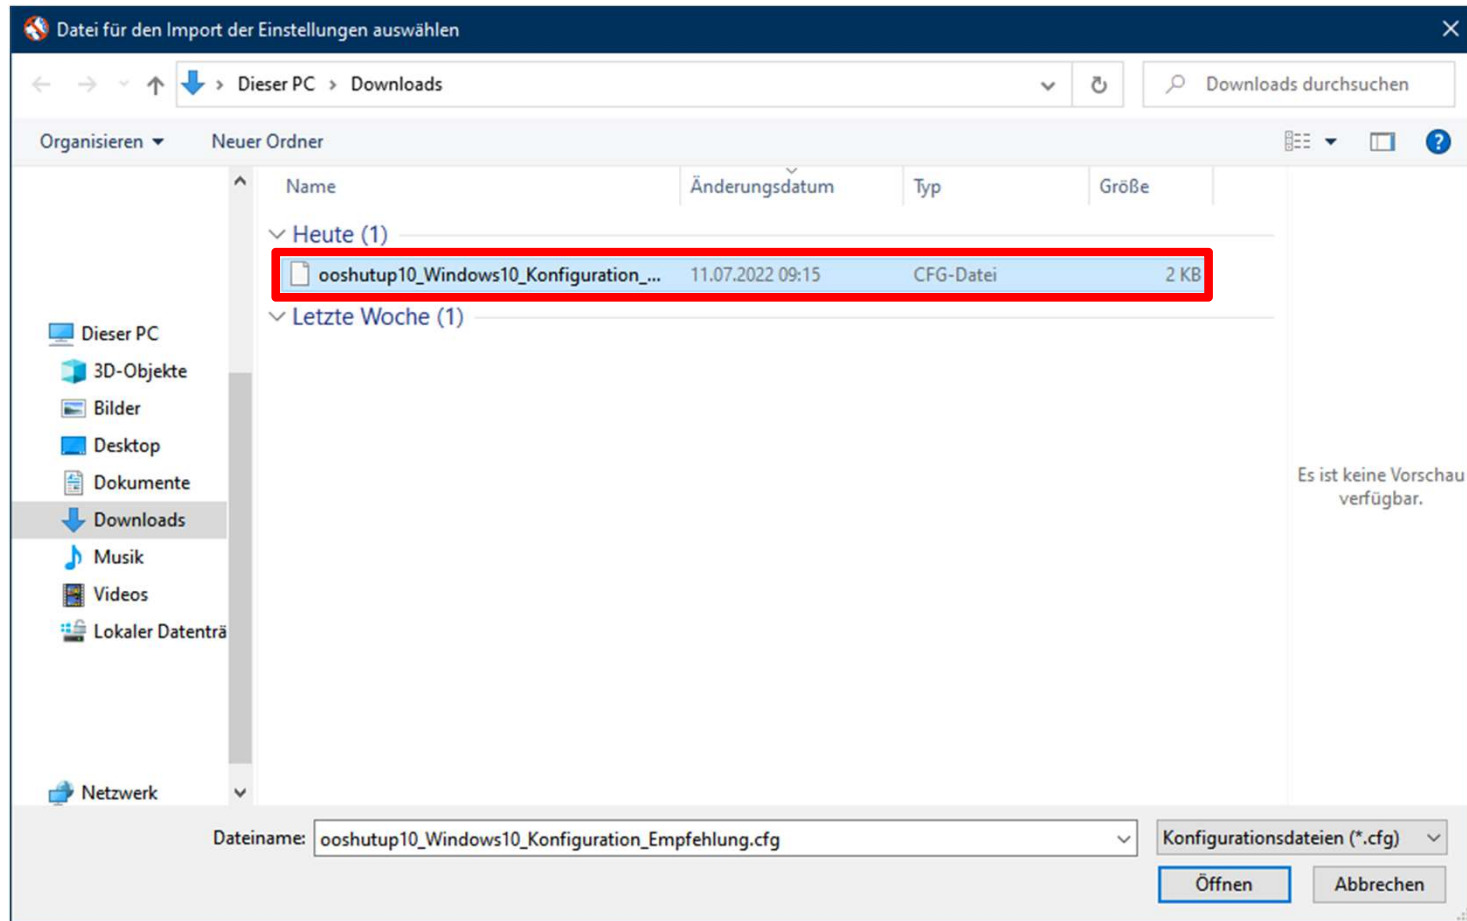 Datei für den Import der Einstellungen auswählen
Dieser PC > Downloads
Downloads durchsuchen
Organisieren
Neuer Ordner
Name
Änderungsdatum
Typ
Größe
Heute (1)
ooshutup10_Windows10_Konfiguration_... 11.07.2022 09:15 CFG-Datei 2 KB
Letzte Woche (1)
Dieser PC
3D-Objekte
Bilder
Desktop
Dokumente
Downloads
Musik
Videos
Lokaler Datenträ
Netzwerk
Es ist keine Vorschau
verfügbar.
Dateiname: ooshutup10_Windows10_Konfiguration_Empfehlung.cfg
Konfigurationsdateien (*.cfg)
Öffnen
Abbrechen